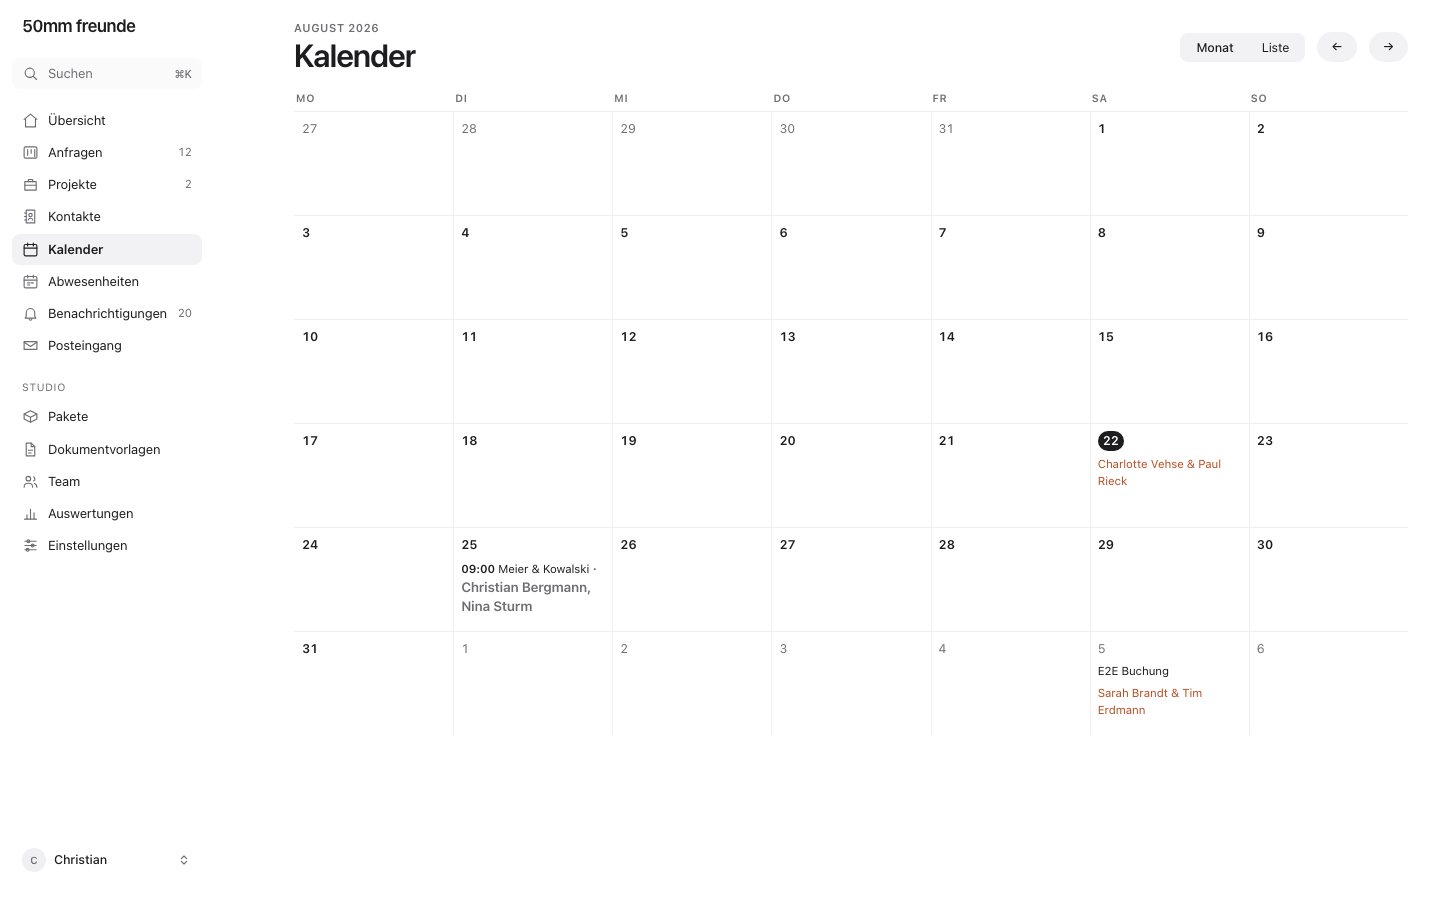 50mm freunde
Suchen ⌘K
Übersicht
Anfragen 12
Projekte 2
Kontakte
Kalender
Abwesenheiten
Benachrichtigungen 20
Posteingang
STUDIO
Pakete
Dokumentvorlagen
Team
Auswertungen
Einstellungen
C Christian
AUGUST 2026
Kalender
Monat Liste ← →
MO DI MI DO FR SA SO
27 28 29 30 31 1 2
3 4 5 6 7 8 9
10 11 12 13 14 15 16
17 18 19 20 21 22 23
Charlotte Vehse & Paul
Rieck
24 25 26 27 28 29 30
09:00 Meier & Kowalski ·
Christian Bergmann,
Nina Sturm
31 1 2 3 4 5 6
E2E Buchung
Sarah Brandt & Tim
Erdmann